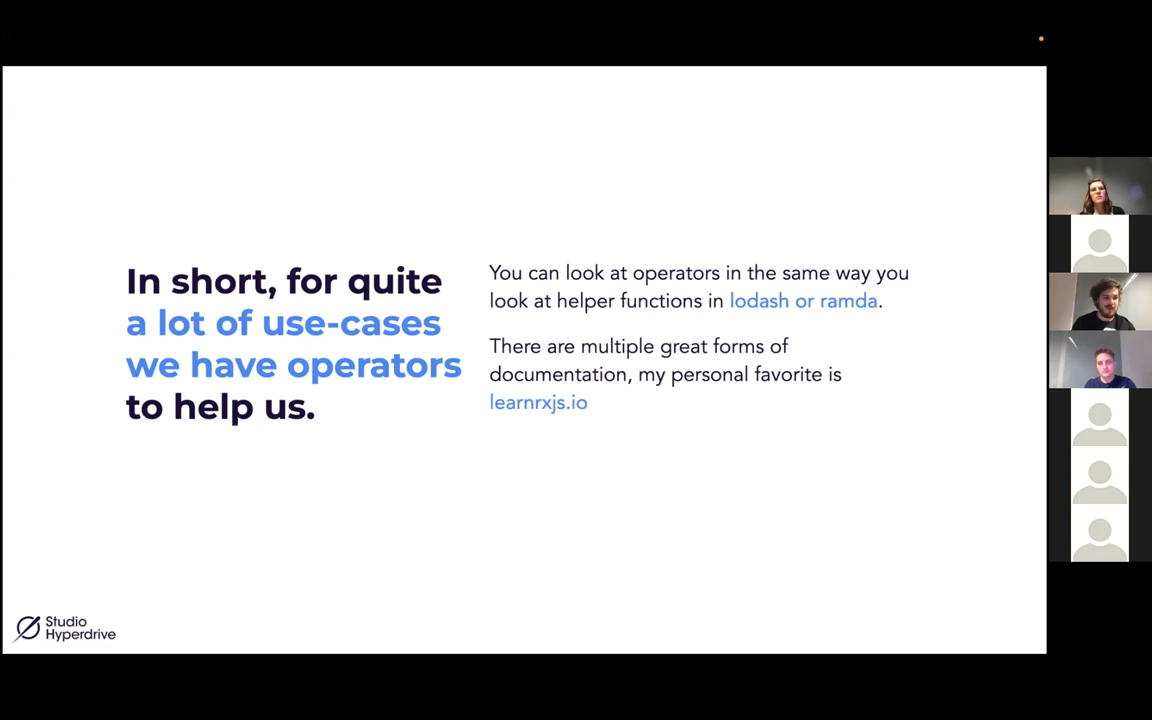 In short, for quite
a lot of use-cases
we have operators
to help us.
You can look at operators in the same way you
look at helper functions in lodash or ramda.
There are multiple great forms of
documentation, my personal favorite is
learnrxjs.io
Studio
Hyperdrive